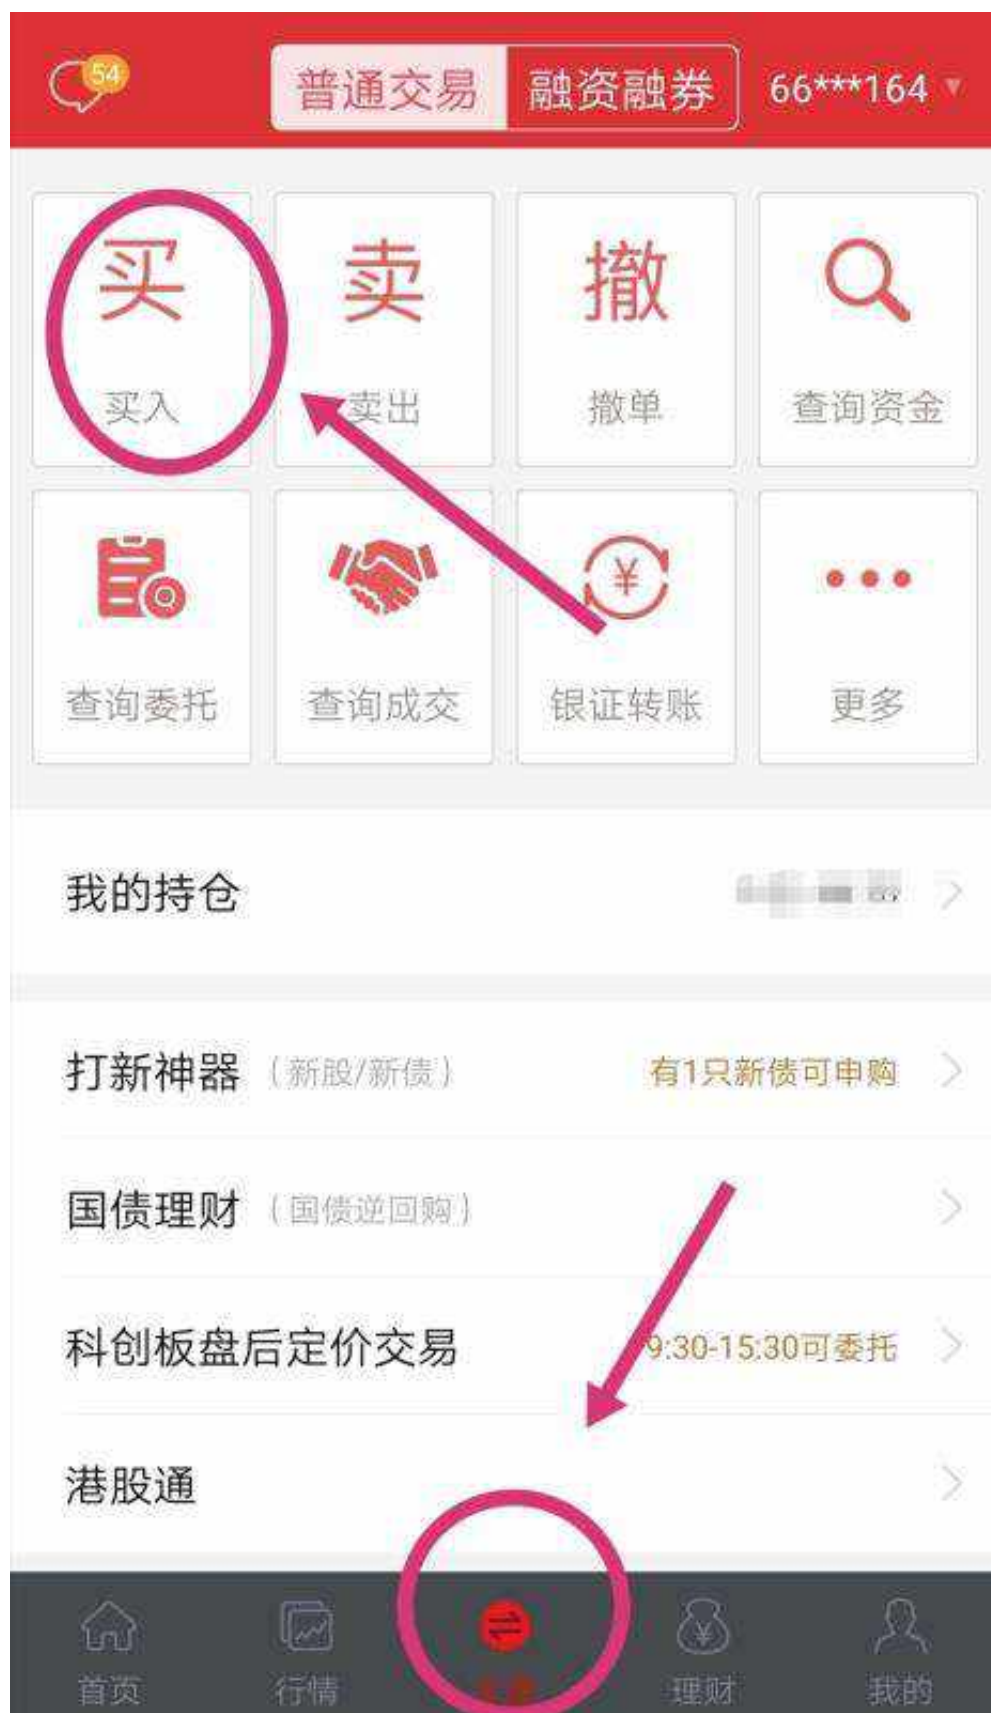 54
普通交易 融资融券 66***164
买 卖 撤
买入 卖出 撤单 查询资金
¥
查询委托 查询成交 银证转账 更多
我的持仓
打新神器 (新股/新债) 有1只新债可申购
国债理财 (国债逆回购)
科创板盘后定价交易 9:30-15:30可委托
港股通
¥
首页 行情 理财 我的